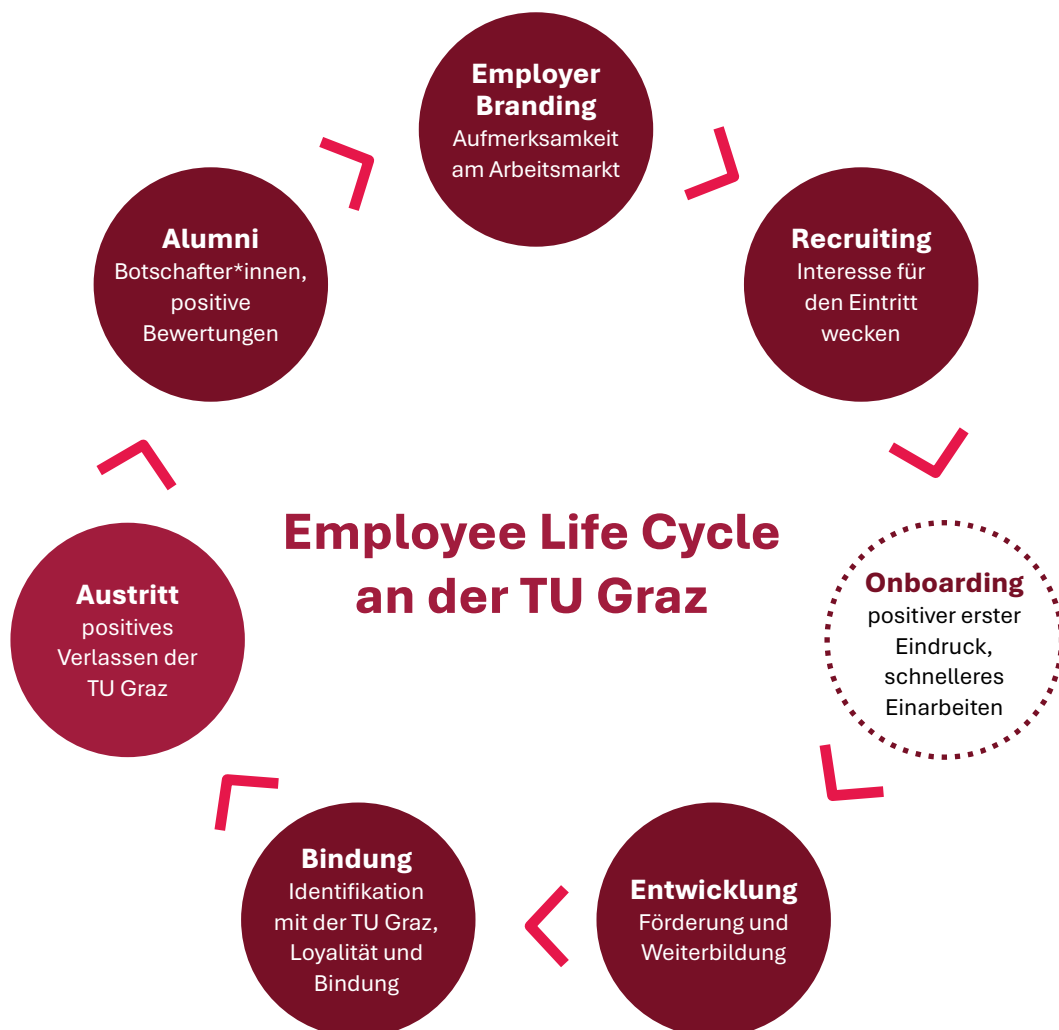 Employer
Branding
Aufmerksamkeit
am Arbeitsmarkt
Recruiting
Interesse für
den Eintritt
wecken
Onboarding
positiver erster
Eindruck,
schnelleres
Einarbeiten
Entwicklung
Förderung und
Weiterbildung
Bindung
Identifikation
mit der TU Graz,
Loyalität und
Bindung
Austritt
positives
Verlassen der
TU Graz
Alumni
Botschafter*innen,
positive
Bewertungen
Employee Life Cycle
an der TU Graz